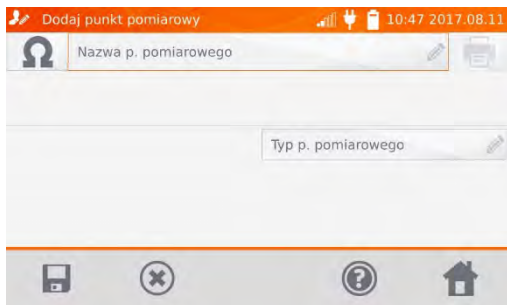 Dodaj punkt pomiarowy 10:47 2017.08.11
Ω Nazwa p. pomiarowego
Typ p. pomiarowego
?